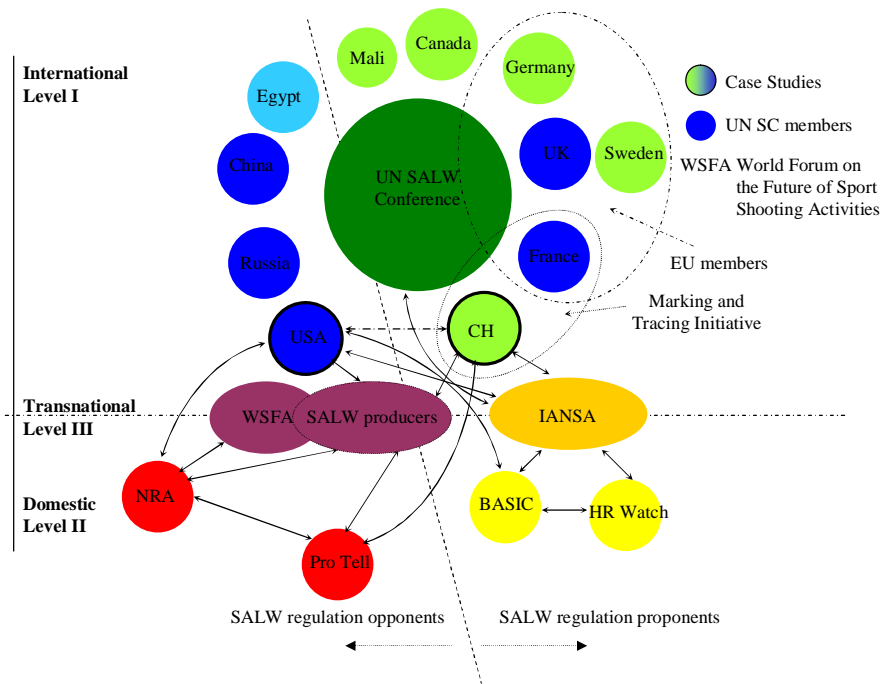 International
Level I
Mali
Canada
Germany
Egypt
Case Studies
UN SC members
China
UN SALW
Conference
UK
Sweden
WSFA World Forum on
the Future of Sport
Shooting Activities
Russia
France
EU members
Marking and
Tracing Initiative
USA
CH
Transnational
Level III
WSFA
SALW producers
IANSA
Domestic
Level II
NRA
BASIC
HR Watch
Pro Tell
SALW regulation opponents
SALW regulation proponents